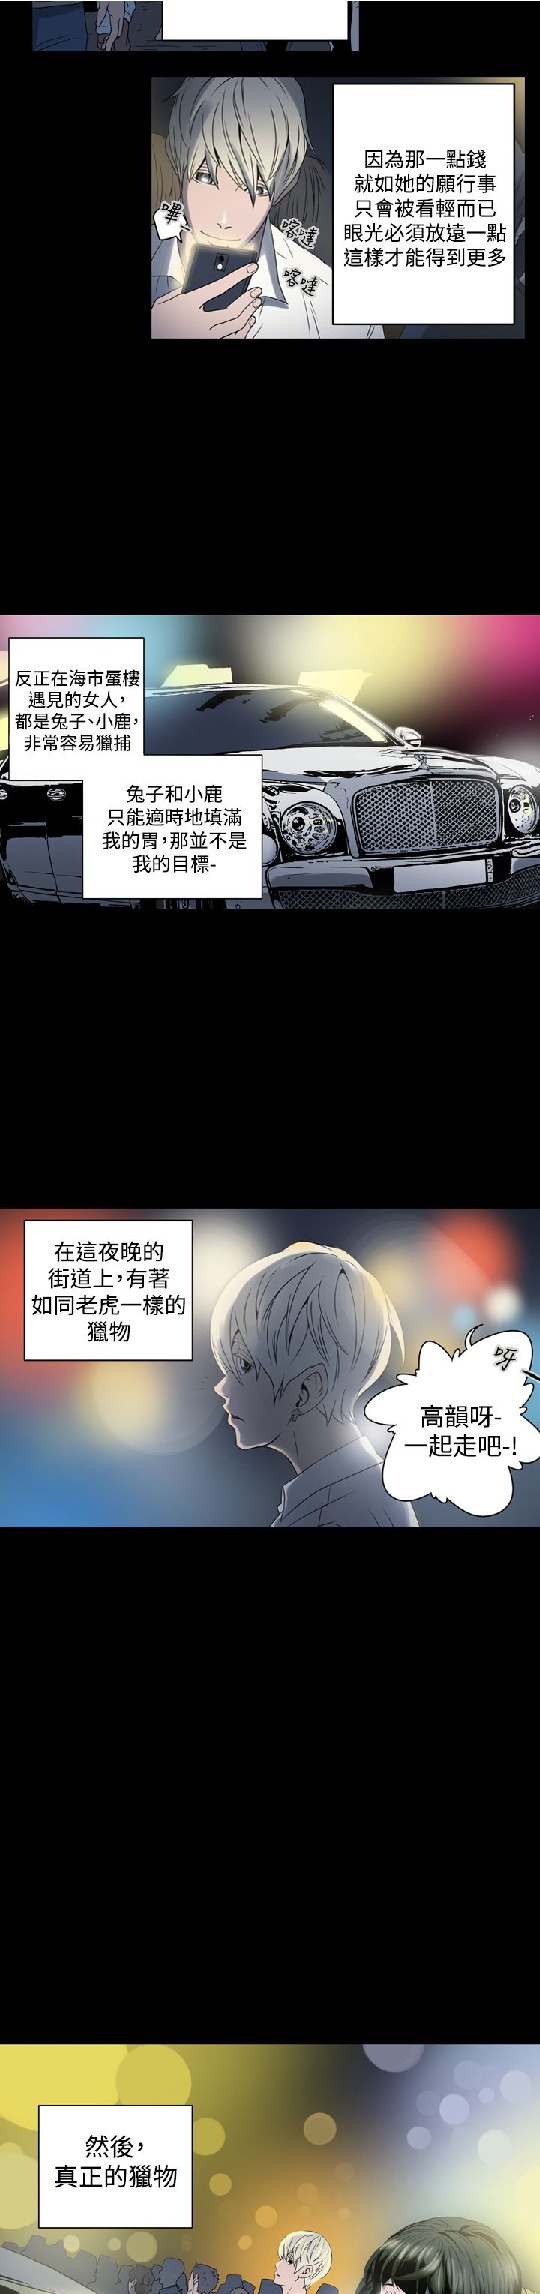 因為那一點錢
就如她的願行事
只會被看輕而已
眼光必須放遠一點
這樣才能得到更多
嗶
喀噠
喀噠
反正在海市蜃樓
遇見的女人，
都是兔子、小鹿，
非常容易獵捕
兔子和小鹿
只能適時地填滿
我的胃，那並不是
我的目標-
在這夜晚的
街道上，有著
如同老虎一樣的
獵物
呀
高韻呀-
一起走吧-!
然後，
真正的獵物